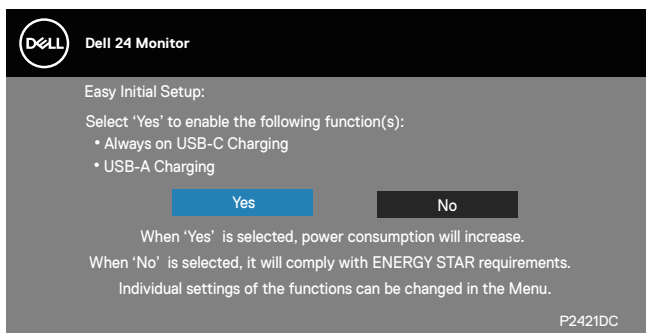 DELL
Dell 24 Monitor
Easy Initial Setup:
Select ‘Yes’ to enable the following function(s):
• Always on USB-C Charging
• USB-A Charging
Yes No
When ‘Yes’ is selected, power consumption will increase.
When ‘No’ is selected, it will comply with ENERGY STAR requirements.
Individual settings of the functions can be changed in the Menu.
P2421DC